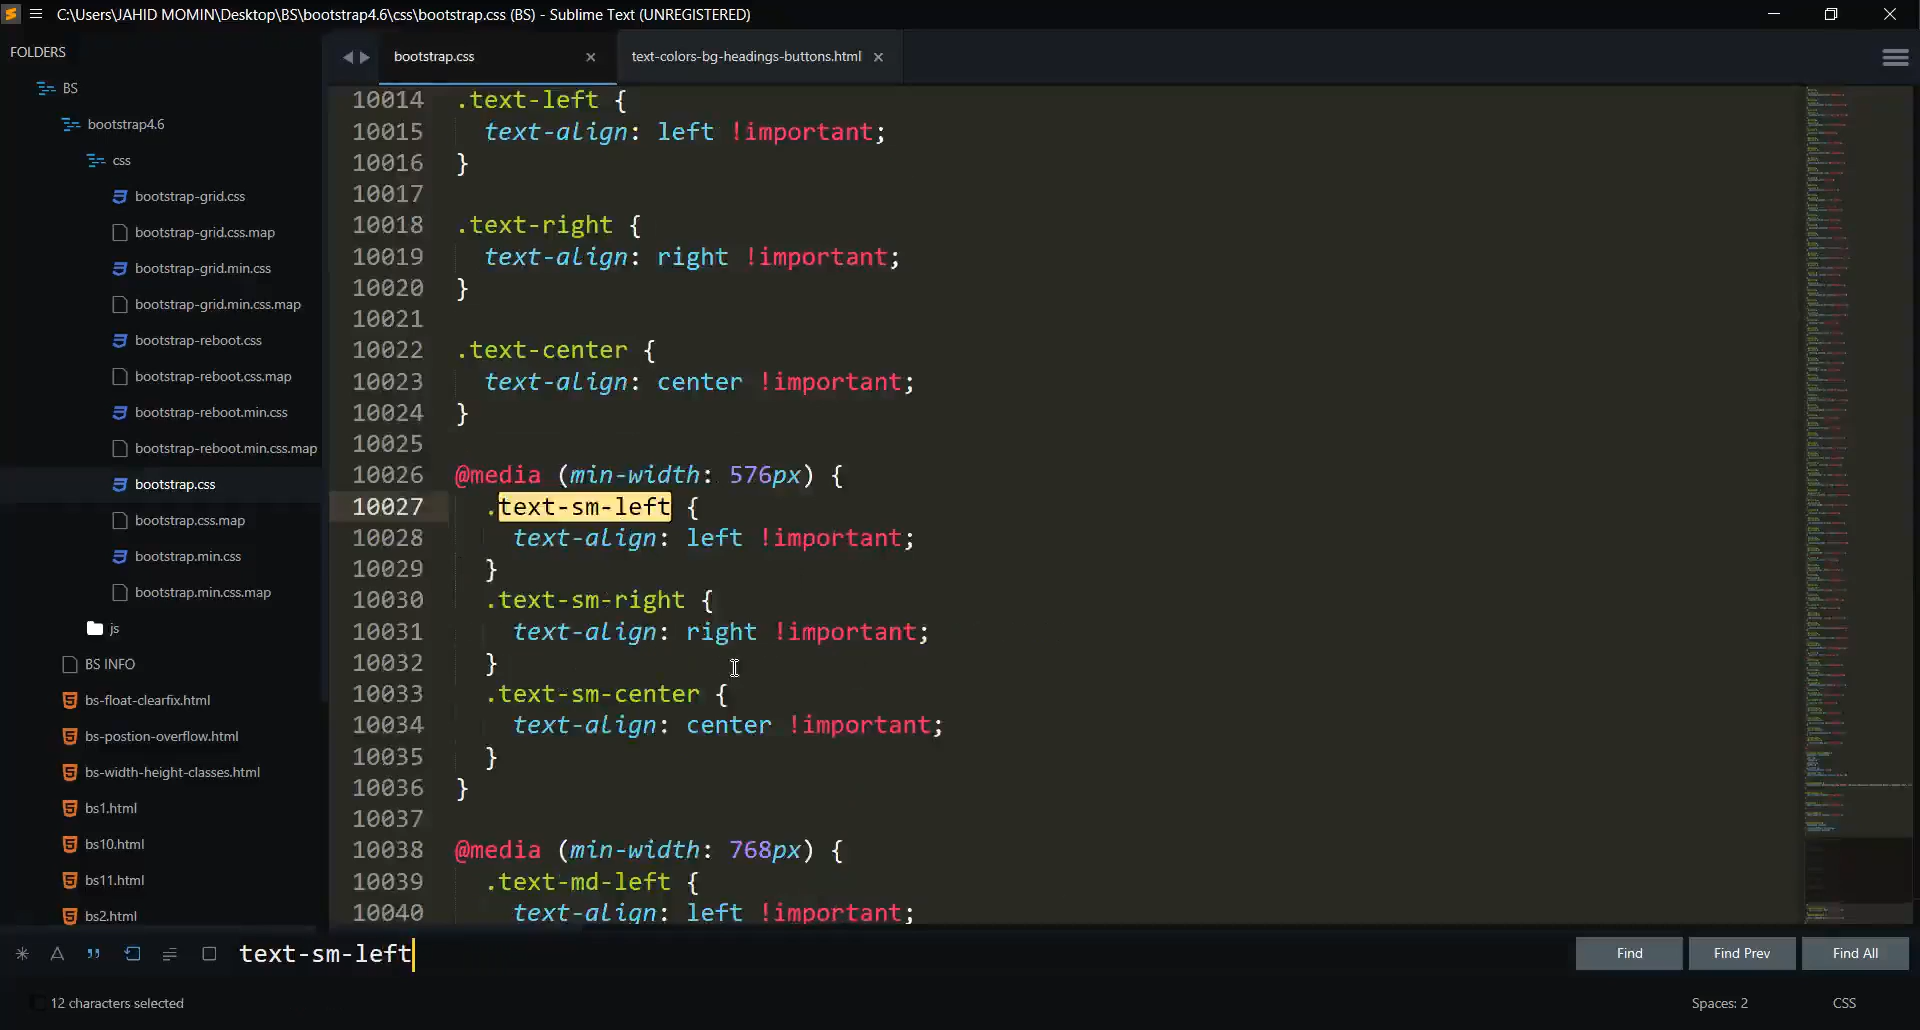 C:\Users\JAHID MOMIN\Desktop\BS\bootstrap4.6\css\bootstrap.css (BS) - Sublime Text (UNREGISTERED)
FOLDERS
BS
bootstrap4.6
css
bootstrap-grid.css
bootstrap-grid.css.map
bootstrap-grid.min.css
bootstrap-grid.min.css.map
bootstrap-reboot.css
bootstrap-reboot.css.map
bootstrap-reboot.min.css
bootstrap-reboot.min.css.map
bootstrap.css
bootstrap.css.map
bootstrap.min.css
bootstrap.min.css.map
js
BS INFO
bs-float-clearfix.html
bs-postion-overflow.html
bs-width-height-classes.html
bs1.html
bs10.html
bs11.html
bs2.html
bootstrap.css
text-colors-bg-headings-buttons.html
10014 .text-left {
10015 text-align: left !important;
10016 }
10017
10018 .text-right {
10019 text-align: right !important;
10020 }
10021
10022 .text-center {
10023 text-align: center !important;
10024 }
10025
10026 @media (min-width: 576px) {
10027 .text-sm-left {
10028 text-align: left !important;
10029 }
10030 .text-sm-right {
10031 text-align: right !important;
10032 }
10033 .text-sm-center {
10034 text-align: center !important;
10035 }
10036 }
10037
10038 @media (min-width: 768px) {
10039 .text-md-left {
10040 text-align: left !important;
text-sm-left
Find
Find Prev
Find All
12 characters selected
Spaces: 2
CSS